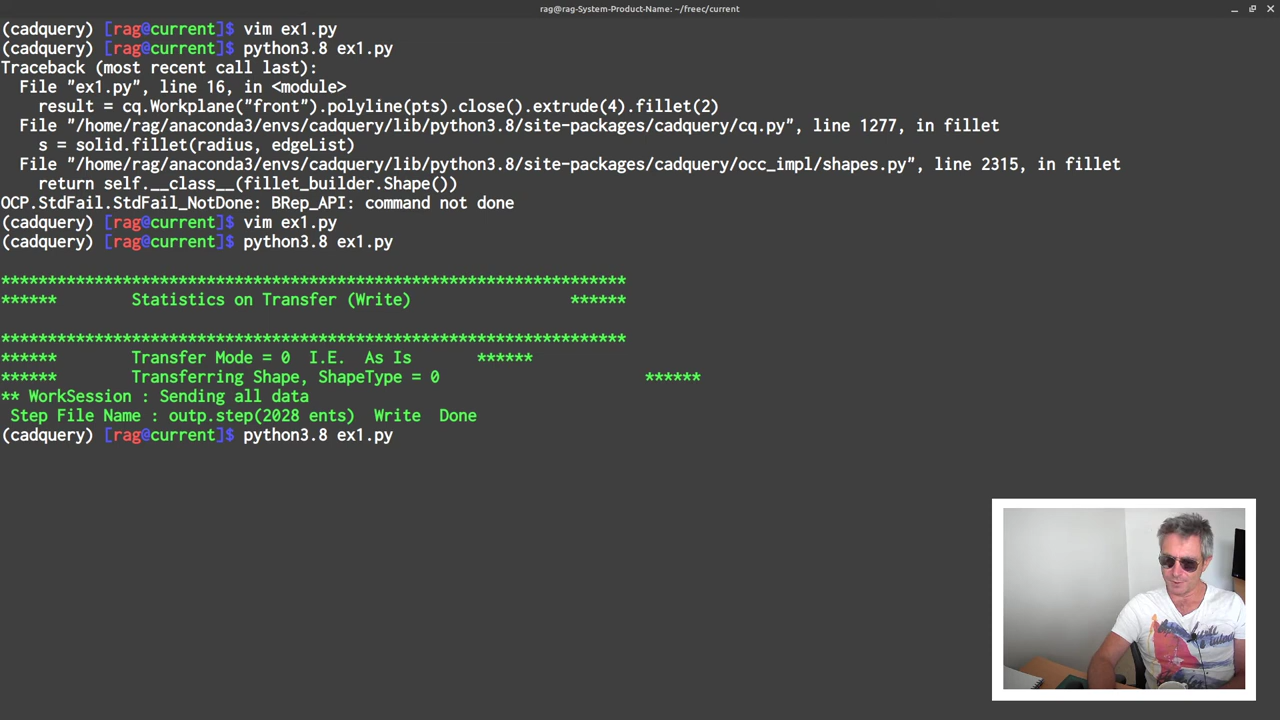 rag@rag-System-Product-Name: ~/freec/current
(cadquery) [rag@current]$ vim ex1.py
(cadquery) [rag@current]$ python3.8 ex1.py
Traceback (most recent call last):
  File "ex1.py", line 16, in <module>
    result = cq.Workplane("front").polyline(pts).close().extrude(4).fillet(2)
  File "/home/rag/anaconda3/envs/cadquery/lib/python3.8/site-packages/cadquery/cq.py", line 1277, in fillet
    s = solid.fillet(radius, edgeList)
  File "/home/rag/anaconda3/envs/cadquery/lib/python3.8/site-packages/cadquery/occ_impl/shapes.py", line 2315, in fillet
    return self.__class__(fillet_builder.Shape())
OCP.StdFail.StdFail_NotDone: BRep_API: command not done
(cadquery) [rag@current]$ vim ex1.py
(cadquery) [rag@current]$ python3.8 ex1.py
*******************************************************************
******        Statistics on Transfer (Write)                 ******
*******************************************************************
******        Transfer Mode = 0  I.E.  As Is       ******
******        Transferring Shape, ShapeType = 0                      ******
** WorkSession : Sending all data
 Step File Name : outp.step(2028 ents)  Write  Done
(cadquery) [rag@current]$ python3.8 ex1.py